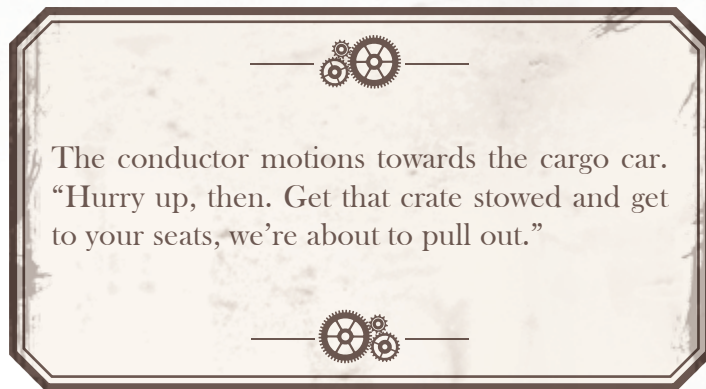 The conductor motions towards the cargo car.
“Hurry up, then. Get that crate stowed and get
to your seats, we’re about to pull out.”